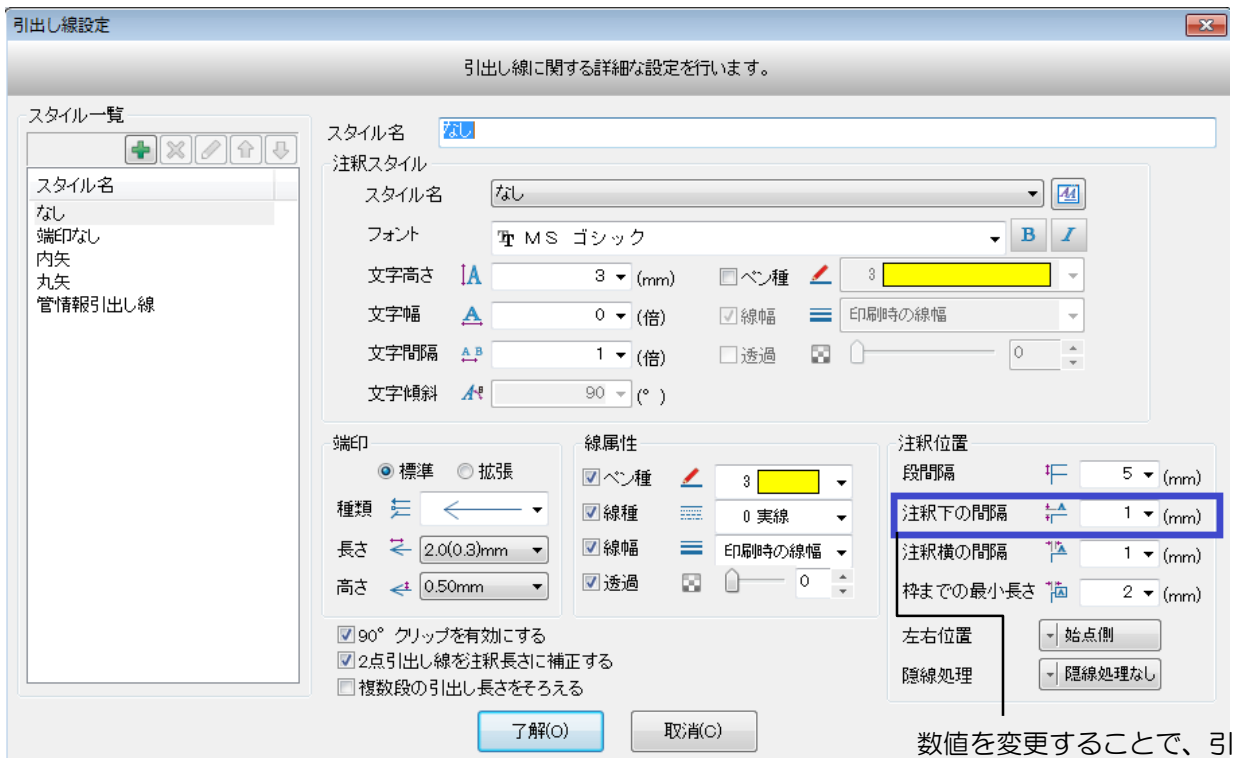 引出し線設定
引出し線に関する詳細な設定を行います。
スタイル一覧
スタイル名
なし
端印なし
内矢
丸矢
管情報引出し線
スタイル名 なし
注釈スタイル
スタイル名 なし
フォント MS ゴシック B I
文字高さ 3 (mm) ペン種 3
文字幅 0 (倍) 線幅 印刷時の線幅
文字間隔 1 (倍) 透過 0
文字傾斜 90 (° )
端印
標準 拡張
種類
長さ 2.0(0.3)mm
高さ 0.50mm
線属性
ペン種 3
線種 0 実線
線幅 印刷時の線幅
透過 0
注釈位置
段間隔 5 (mm)
注釈下の間隔 1 (mm)
注釈横の間隔 1 (mm)
枠までの最小長さ 2 (mm)
左右位置 始点側
隠線処理 隠線処理なし
90° クリップを有効にする
2点引出し線を注釈長さに補正する
複数段の引出し長さをそろえる
了解(O) 取消(C)
数値を変更することで、引